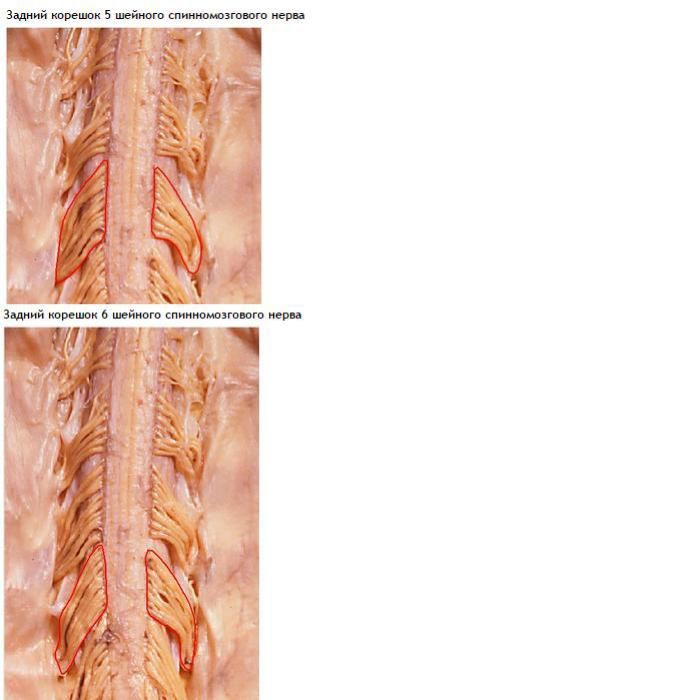 Задний корешок 5 шейного спинномозгового нерва
Задний корешок 6 шейного спинномозгового нерва